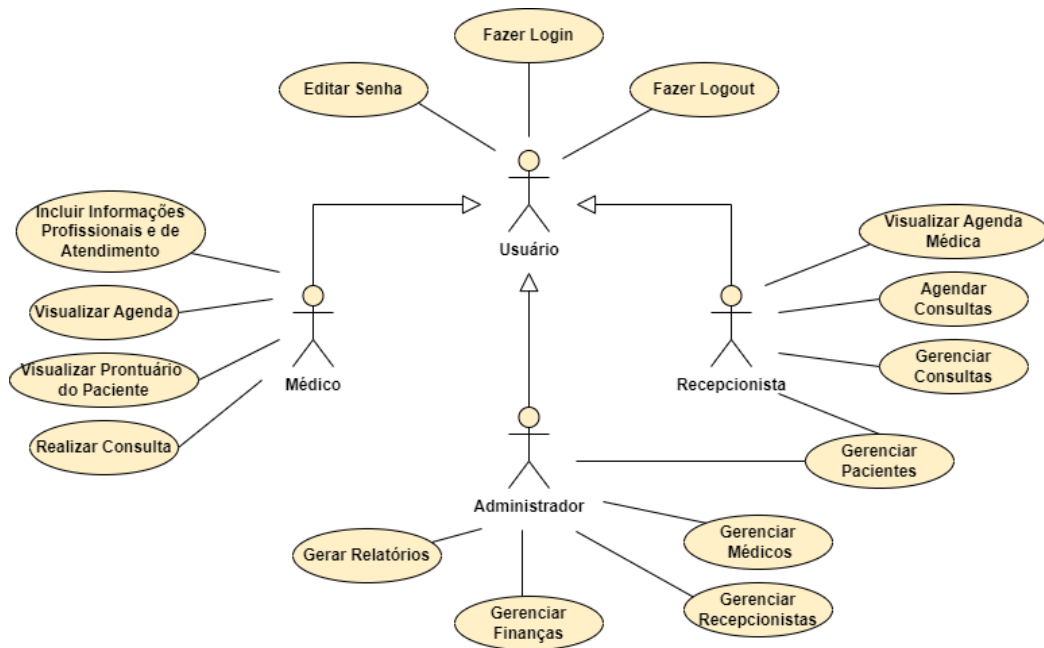 Fazer Login
Editar Senha
Fazer Logout
Usuário
Incluir Informações
Profissionais e de
Atendimento
Visualizar Agenda
Visualizar Prontuário
do Paciente
Realizar Consulta
Médico
Visualizar Agenda
Médica
Agendar
Consultas
Gerenciar
Consultas
Recepcionista
Gerenciar
Pacientes
Administrador
Gerar Relatórios
Gerenciar
Finanças
Gerenciar
Médicos
Gerenciar
Recepcionistas